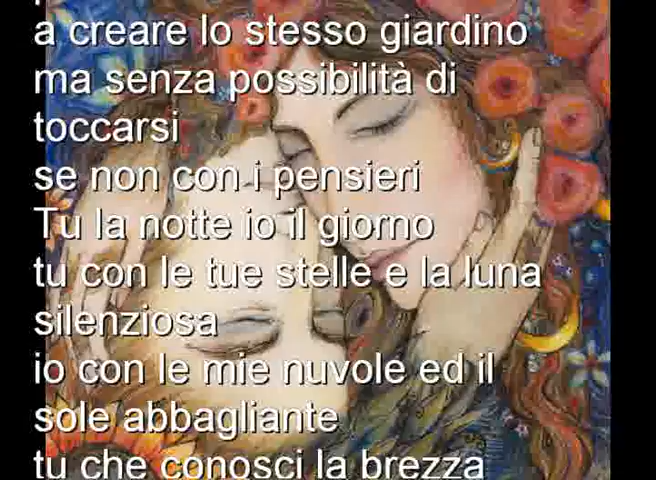 a creare lo stesso giardino
ma senza possibilità di
toccarsi
se non con i pensieri
Tu la notte io il giorno
tu con le tue stelle e la luna
silenziosa
io con le mie nuvole ed il
sole abbagliante
tu che conosci la brezza